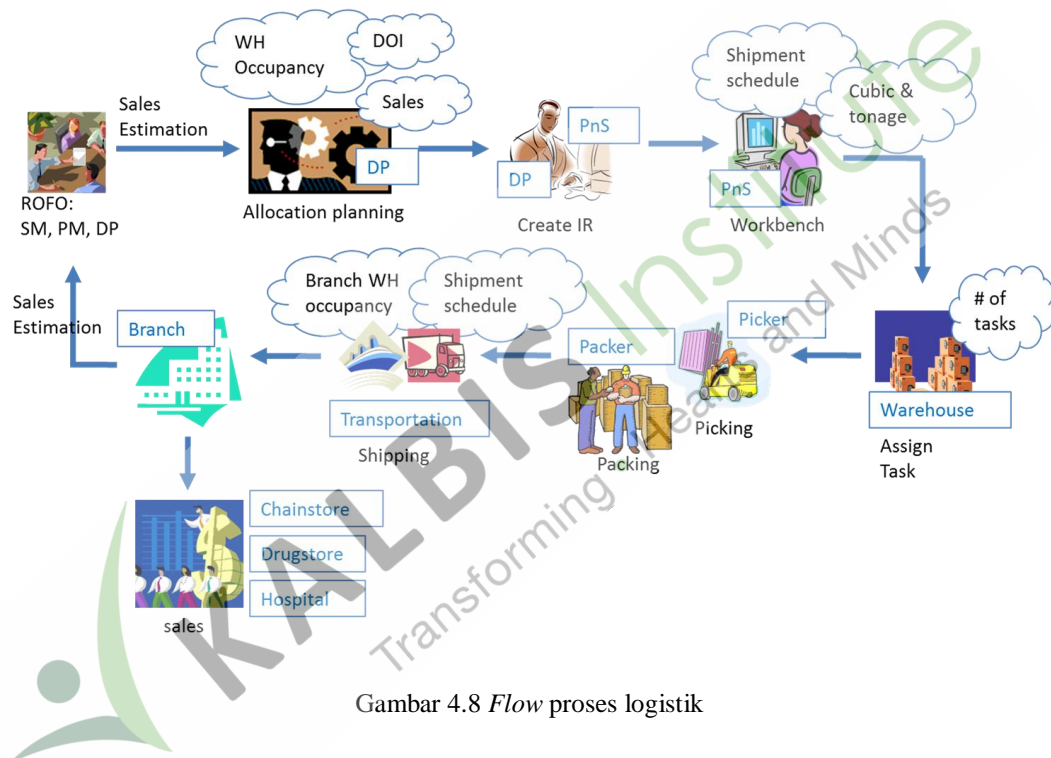 WH
Occupancy
DOI
Sales
Shipment
schedule
Cubic &
tonage
Sales
Estimation
DP
PnS
DP
PnS
ROFO:
SM, PM, DP
Allocation planning
Create IR
Workbench
Sales
Estimation
Branch
Branch WH
occupancy
Shipment
schedule
Packer
Picker
# of
tasks
Transportation
Shipping
Packing
Picking
Warehouse
Assign
Task
Chainstore
Drugstore
Hospital
sales
KALBIS Institute
Transforming Hearts and Minds
Gambar 4.8 Flow proses logistik